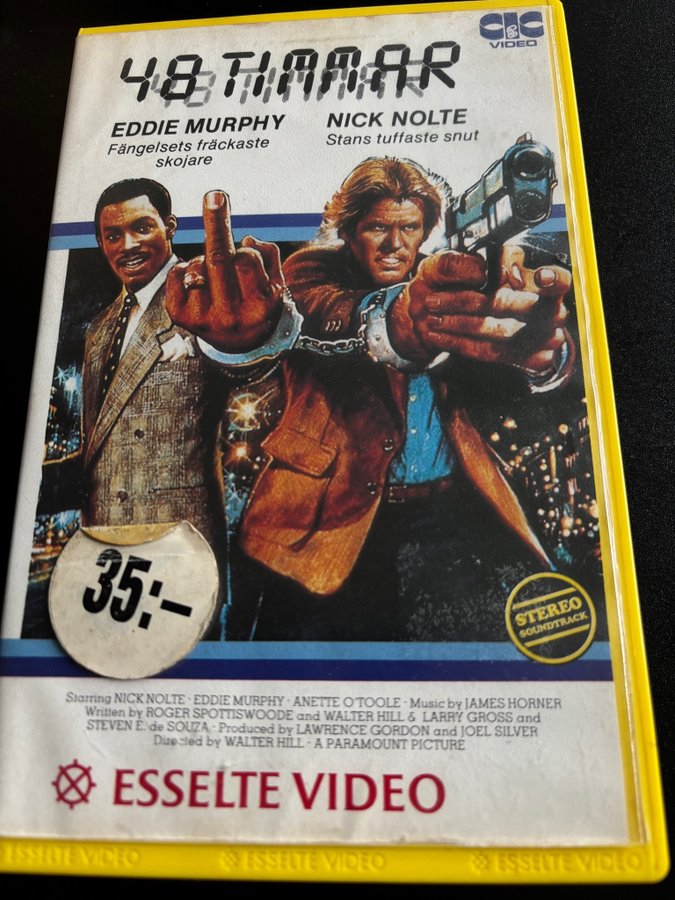 CIC
VIDEO
48 TIMMAR
EDDIE MURPHY
Fängelsets fräckaste
skojare
NICK NOLTE
Stans tuffaste snut
35:-
STEREO
SOUNDTRACK
Starring NICK NOLTE · EDDIE MURPHY · ANETTE O'TOOLE · Music by JAMES HORNER
Written by ROGER SPOTTISWOODE and WALTER HILL & LARRY GROSS and
STEVEN E. de SOUZA · Produced by LAWRENCE GORDON and JOEL SILVER
Directed by WALTER HILL · A PARAMOUNT PICTURE
ESSELTE VIDEO
ESSELTE VIDEO ESSELTE VIDEO ESSELTE VIDEO